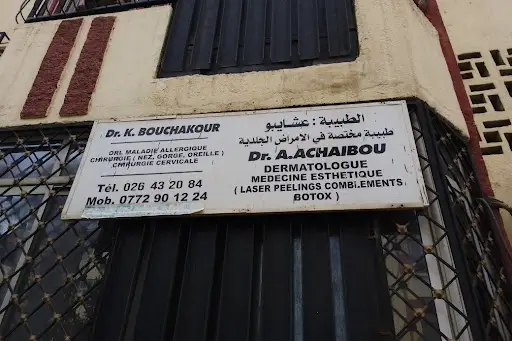 Dr. K. BOUCHAKOUR
ORL MALADIE ALLERGIQUE
CHIRURGIE ( NEZ, GORGE, OREILLE )
CHIRURGIE CERVICALE
Tél. 026 43 20 84
Mob. 0772 90 12 24
الطبيبة : عشايبو
طبيبة مختصة في الامراض الجلدية
Dr. A.ACHAIBOU
DERMATOLOGUE
MEDECINE ESTHETIQUE
( LASER PEELINGS COMBLEMENTS
BOTOX )